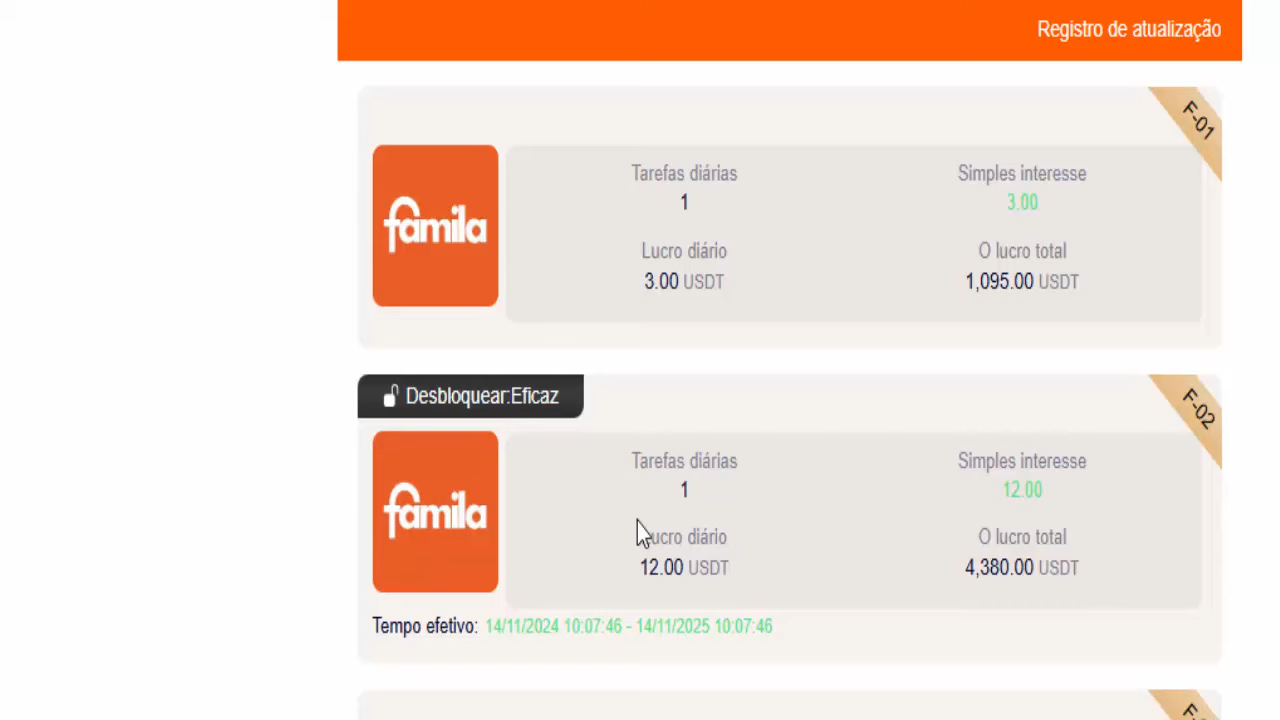 Registro de atualização
F-01
Tarefas diárias
1
Simples interesse
3.00
famila
Lucro diário
3.00 USDT
O lucro total
1,095.00 USDT
Desbloquear:Eficaz
F-02
Tarefas diárias
1
Simples interesse
12.00
famila
ucro diário
12.00 USDT
O lucro total
4,380.00 USDT
Tempo efetivo: 14/11/2024 10:07:46 - 14/11/2025 10:07:46